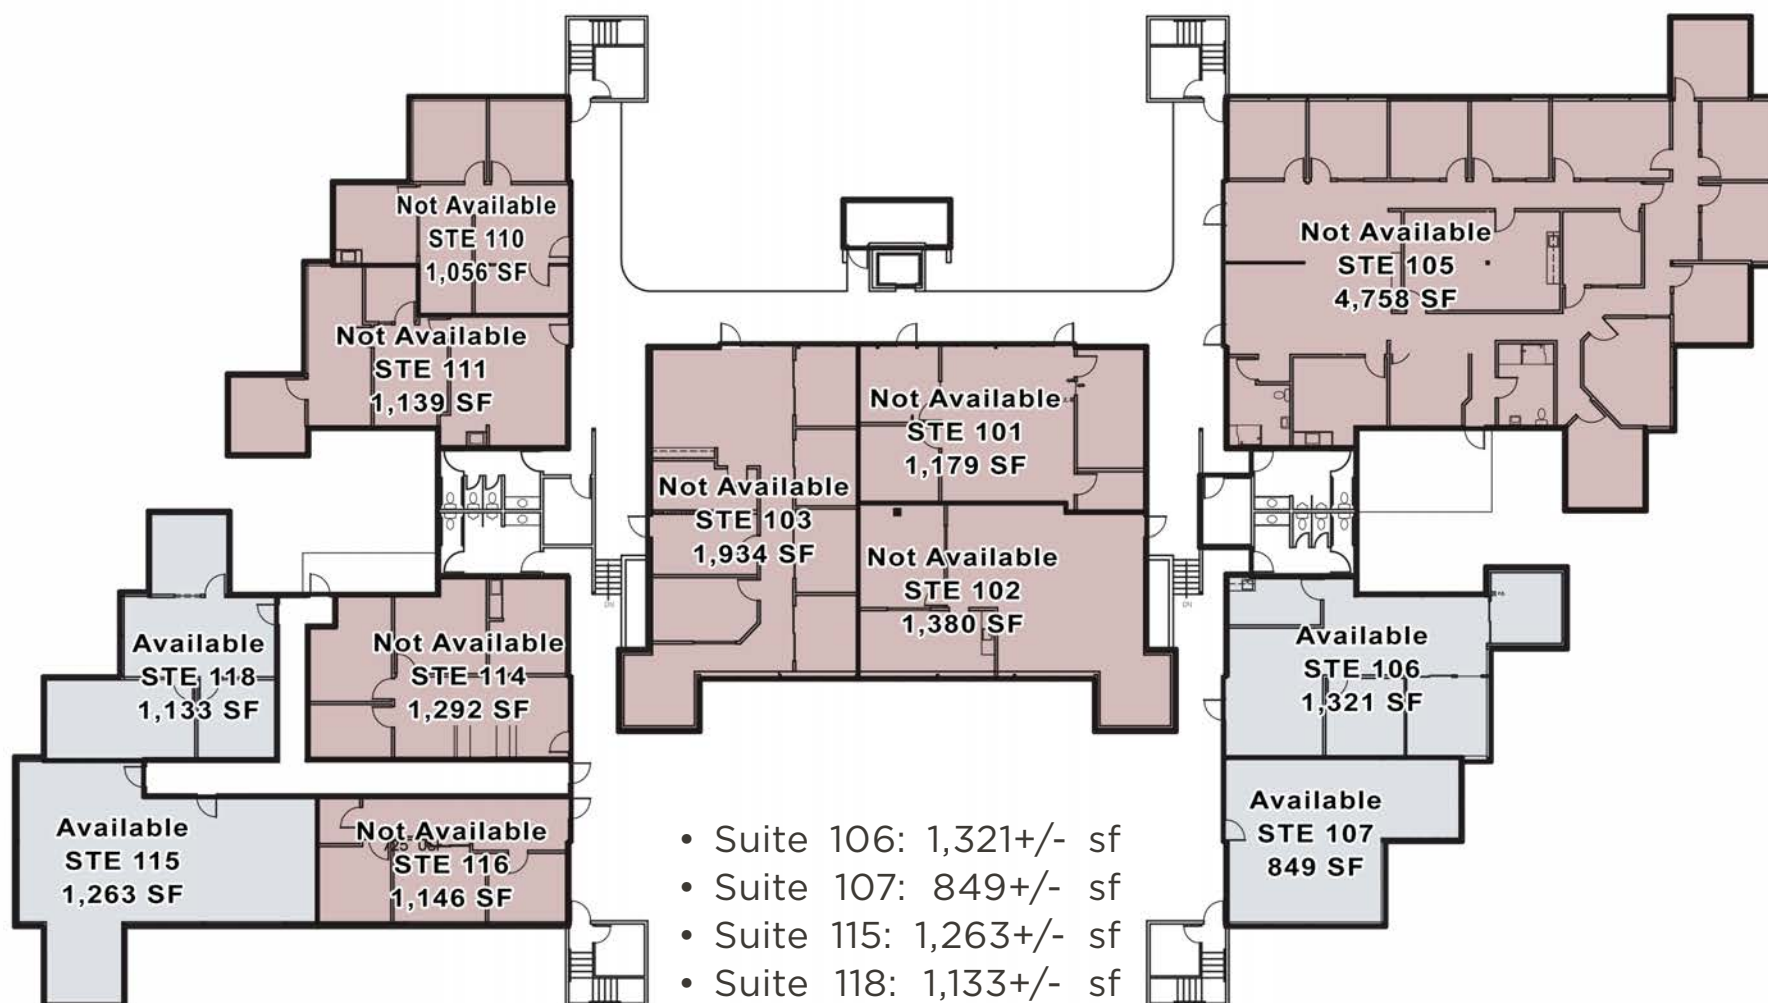 Not Available
STE 110
1,056 SF
Not Available
STE 111
1,139 SF
Not Available
STE 105
4,758 SF
Not Available
STE 101
1,179 SF
Not Available
STE 103
1,934 SF
Not Available
STE 102
1,380 SF
Available
STE 118
1,133 SF
Not Available
STE 114
1,292 SF
Available
STE 106
1,321 SF
Available
STE 115
1,263 SF
Not Available
STE 116
1,146 SF
Available
STE 107
849 SF
• Suite 106: 1,321+/- sf
• Suite 107: 849+/- sf
• Suite 115: 1,263+/- sf
• Suite 118: 1,133+/- sf